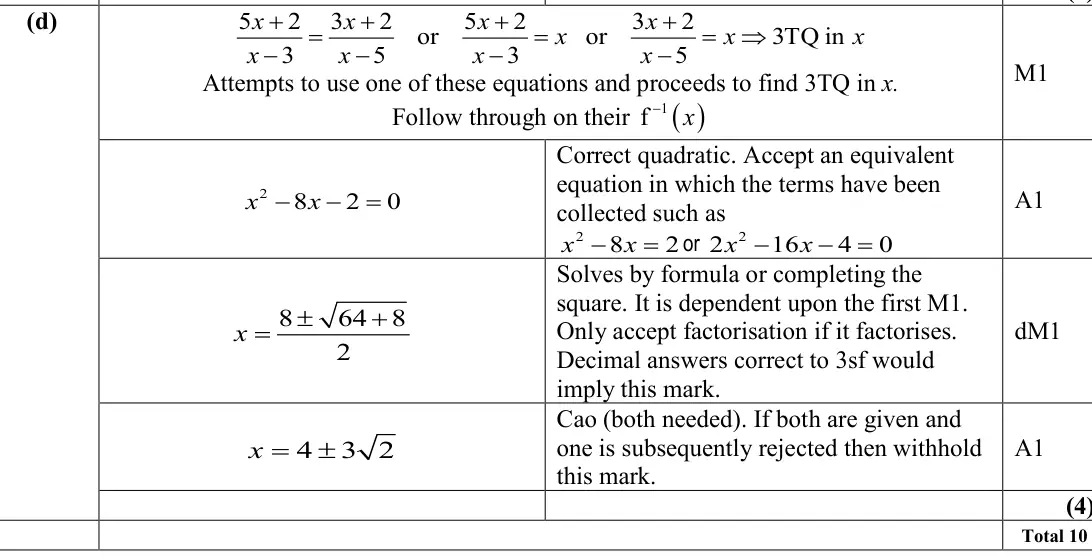 (d)
(5x + 2)/(x − 3) = (3x + 2)/(x − 5) or (5x + 2)/(x − 3) = x or (3x + 2)/(x − 5) = x ⇒ 3TQ in x
Attempts to use one of these equations and proceeds to find 3TQ in x.
Follow through on their f⁻¹(x)
M1
x² − 8x − 2 = 0
Correct quadratic. Accept an equivalent
equation in which the terms have been
collected such as
x² − 8x = 2 or 2x² − 16x − 4 = 0
A1
x = (8 ± √(64 + 8))/2
Solves by formula or completing the
square. It is dependent upon the first M1.
Only accept factorisation if it factorises.
Decimal answers correct to 3sf would
imply this mark.
dM1
x = 4 ± 3√2
Cao (both needed). If both are given and
one is subsequently rejected then withhold
this mark.
A1
(4)
Total 10